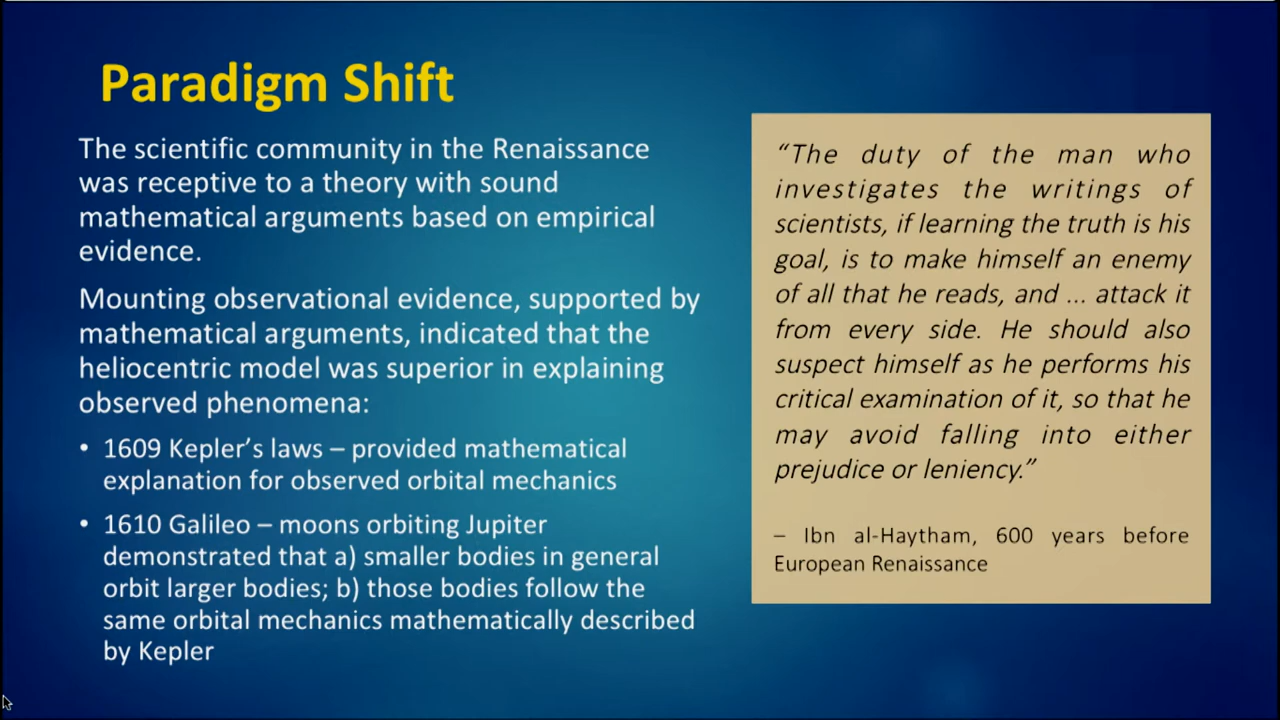 Paradigm Shift
The scientific community in the Renaissance
was receptive to a theory with sound
mathematical arguments based on empirical
evidence.
Mounting observational evidence, supported by
mathematical arguments, indicated that the
heliocentric model was superior in explaining
observed phenomena:
• 1609 Kepler’s laws – provided mathematical
explanation for observed orbital mechanics
• 1610 Galileo – moons orbiting Jupiter
demonstrated that a) smaller bodies in general
orbit larger bodies; b) those bodies follow the
same orbital mechanics mathematically described
by Kepler
“The duty of the man who
investigates the writings of
scientists, if learning the truth is his
goal, is to make himself an enemy
of all that he reads, and ... attack it
from every side. He should also
suspect himself as he performs his
critical examination of it, so that he
may avoid falling into either
prejudice or leniency.”
– Ibn al-Haytham, 600 years before
European Renaissance